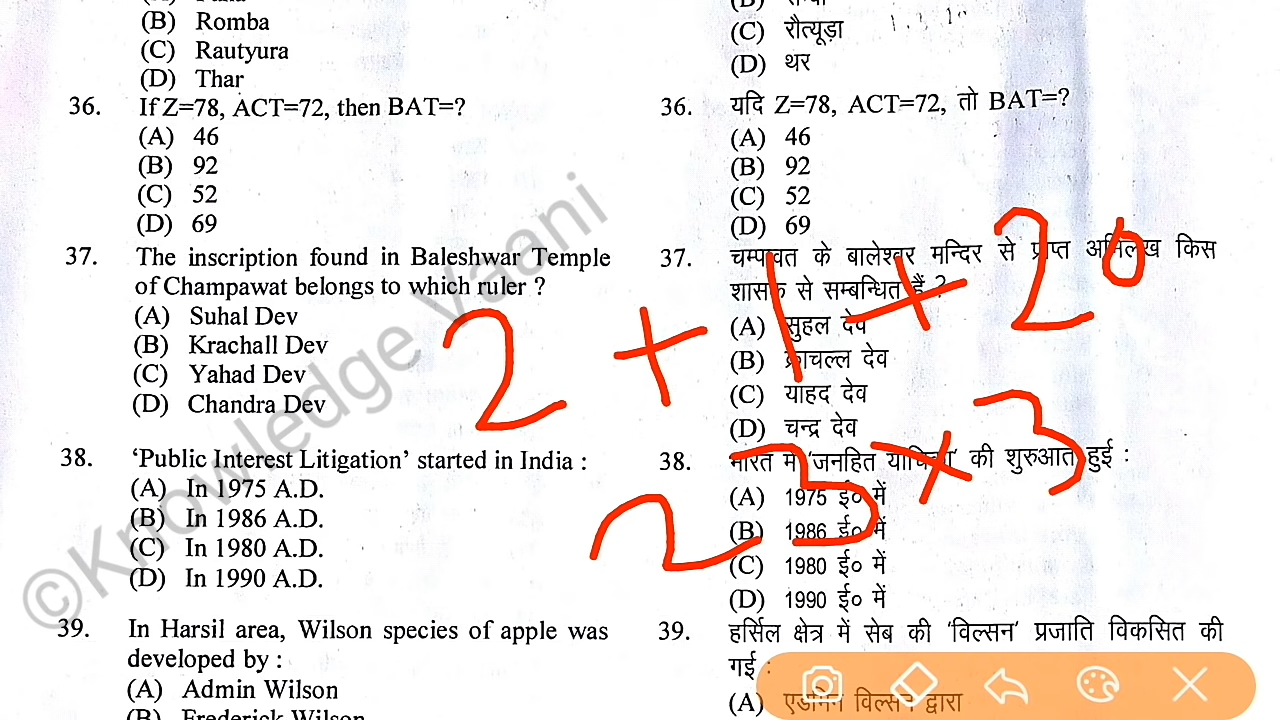 (B) Romba
(C) Rautyura
(D) Thar
36. If Z=78, ACT=72, then BAT=?
(A) 46
(B) 92
(C) 52
(D) 69
37. The inscription found in Baleshwar Temple
of Champawat belongs to which ruler ?
(A) Suhal Dev
(B) Krachall Dev
(C) Yahad Dev
(D) Chandra Dev
38. ‘Public Interest Litigation’ started in India :
(A) In 1975 A.D.
(B) In 1986 A.D.
(C) In 1980 A.D.
(D) In 1990 A.D.
39. In Harsil area, Wilson species of apple was
developed by :
(A) Admin Wilson
(B) Frederick Wilson
(C) रौत्यूड़ा
(D) थर
36. यदि Z=78, ACT=72, तो BAT=?
(A) 46
(B) 92
(C) 52
(D) 69
37. चम्पावत के बालेश्वर मन्दिर से प्राप्त अभिलेख किस
शासक से सम्बन्धित हैं ?
(A) सुहल देव
(B) क्राचल्ल देव
(C) याहद देव
(D) चन्द्र देव
38. भारत में ‘जनहित याचिका’ की शुरुआत हुई :
(A) 1975 ई० में
(B) 1986 ई० में
(C) 1980 ई० में
(D) 1990 ई० में
39. हर्सिल क्षेत्र में सेब की ‘विल्सन’ प्रजाति विकसित की
गई :
(A) एडमिन विल्सन द्वारा
2 + 1 + 20
23 × 3
©Knowledge Vaani